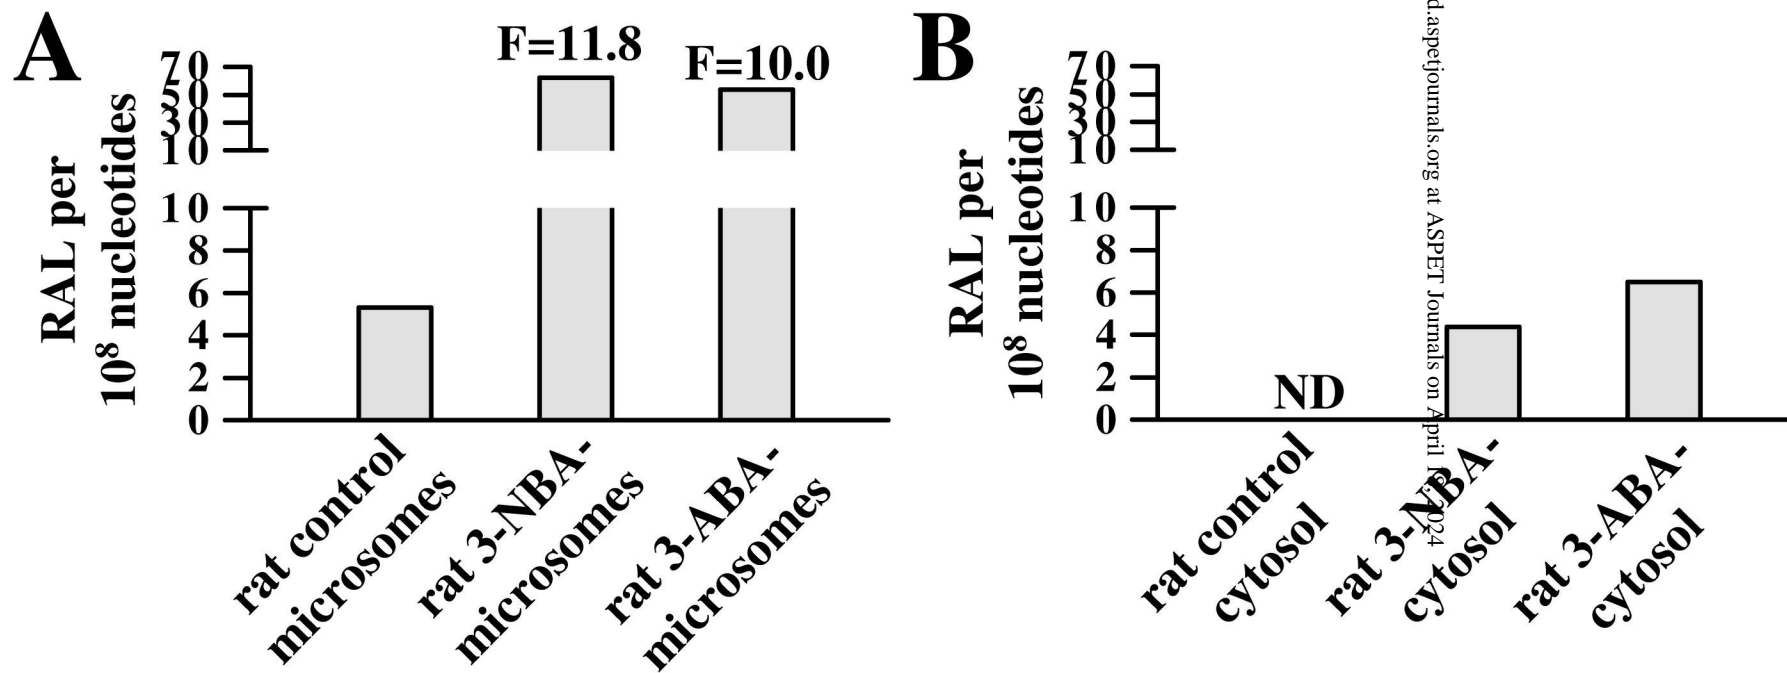 A
RAL per
10⁸ nucleotides
70
50
30
10
10
8
6
4
2
0
F=11.8
F=10.0
rat control
microsomes
rat 3-NBA-
microsomes
rat 3-ABA-
microsomes
B
RAL per
10⁸ nucleotides
70
50
30
10
10
8
6
4
2
0
ND
rat control
cytosol
rat 3-NBA-
cytosol
rat 3-ABA-
cytosol
d.aspetjournals.org at ASPET Journals on April 2024